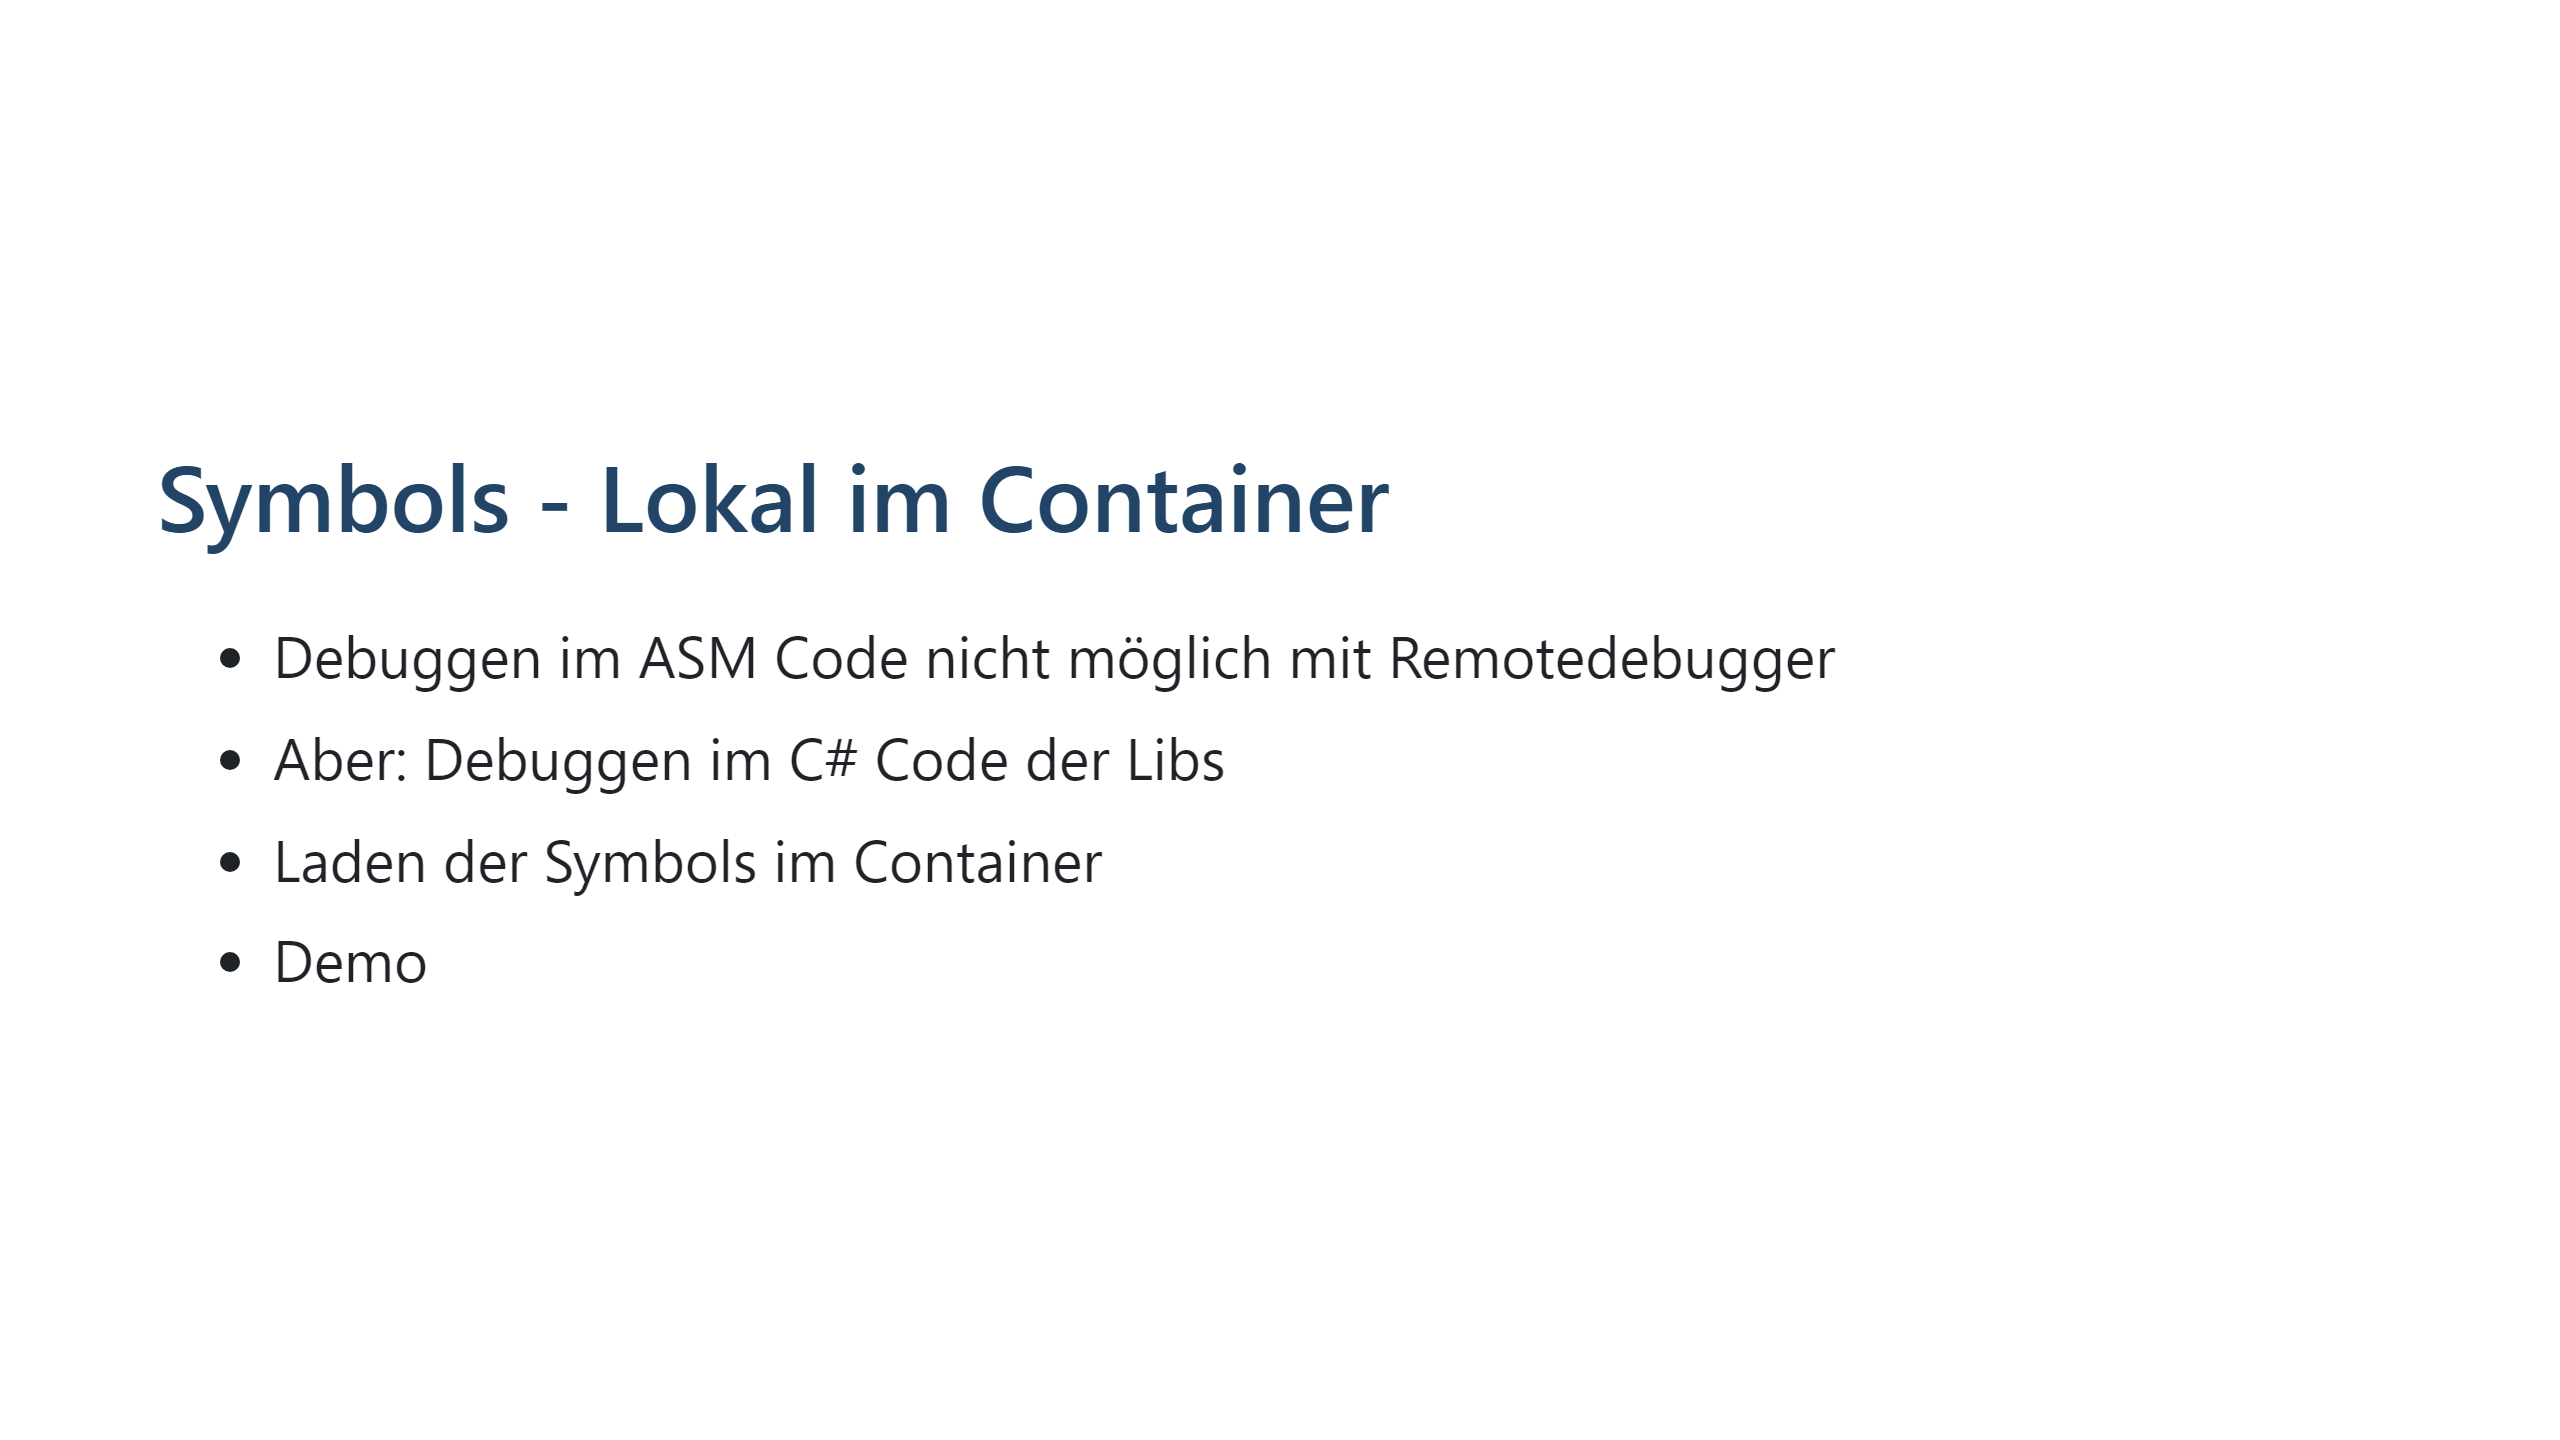 Symbols - Lokal im Container
Debuggen im ASM Code nicht möglich mit Remotedebugger
Aber: Debuggen im C# Code der Libs
Laden der Symbols im Container
Demo